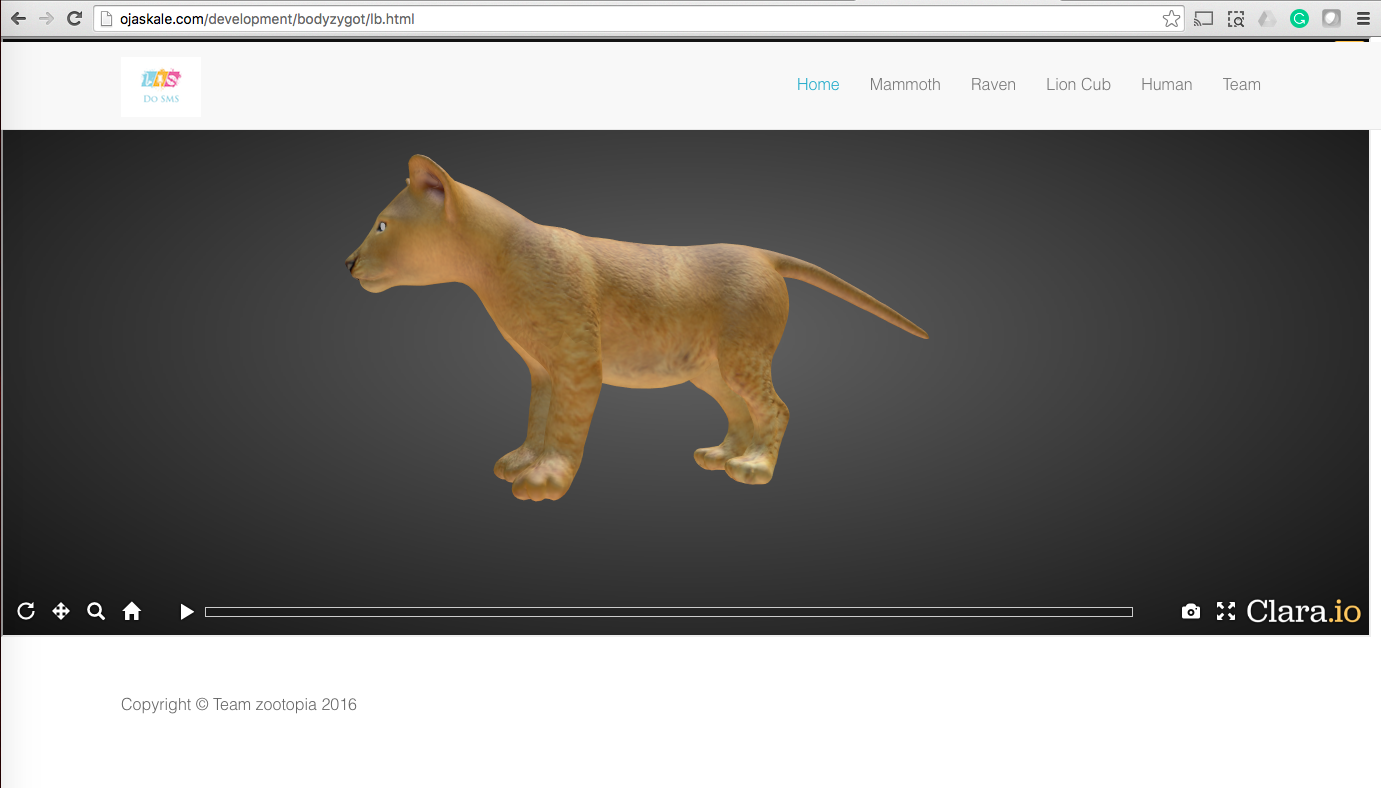 ojaskale.com/development/bodyzygot/lb.html
LAS
Do SMS
Home Mammoth Raven Lion Cub Human Team
Clara.io
Copyright © Team zootopia 2016